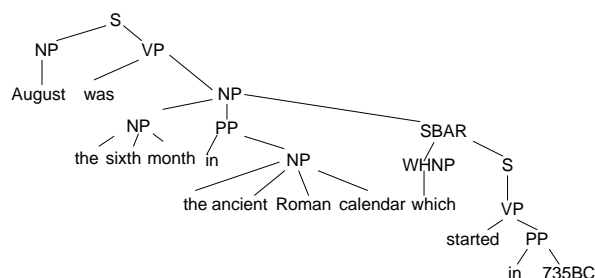 S
NP VP
August was NP
NP PP SBAR
the sixth month in NP WHNP S
the ancient Roman calendar which VP
started PP
in 735BC